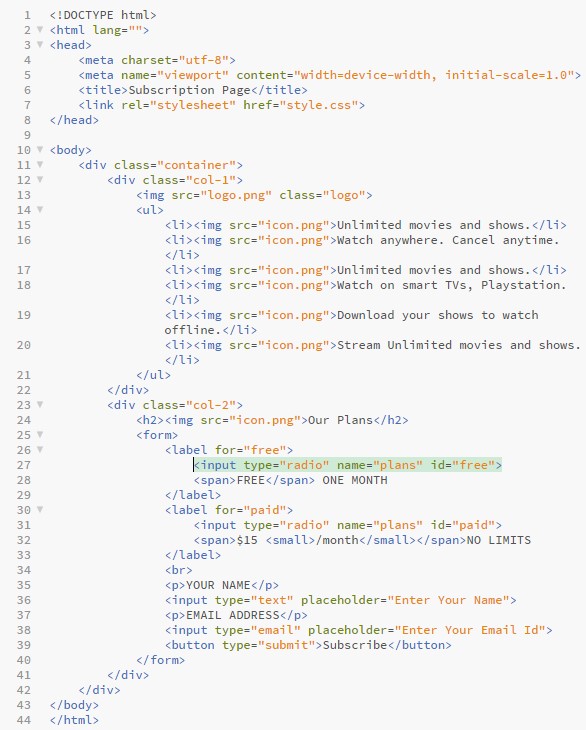 1 <!DOCTYPE html>
2 <html lang="">
3 <head>
4     <meta charset="utf-8">
5     <meta name="viewport" content="width=device-width, initial-scale=1.0">
6     <title>Subscription Page</title>
7     <link rel="stylesheet" href="style.css">
8 </head>
9
10 <body>
11     <div class="container">
12         <div class="col-1">
13             <img src="logo.png" class="logo">
14             <ul>
15                 <li><img src="icon.png">Unlimited movies and shows.</li>
16                 <li><img src="icon.png">Watch anywhere. Cancel anytime.
                </li>
17                 <li><img src="icon.png">Unlimited movies and shows.</li>
18                 <li><img src="icon.png">Watch on smart TVs, Playstation.
                </li>
19                 <li><img src="icon.png">Download your shows to watch
                offline.</li>
20                 <li><img src="icon.png">Stream Unlimited movies and shows.
                </li>
21             </ul>
22         </div>
23         <div class="col-2">
24             <h2><img src="icon.png">Our Plans</h2>
25             <form>
26                 <label for="free">
27                     <input type="radio" name="plans" id="free">
28                     <span>FREE</span> ONE MONTH
29                 </label>
30                 <label for="paid">
31                     <input type="radio" name="plans" id="paid">
32                     <span>$15 <small>/month</small></span>NO LIMITS
33                 </label>
34                 <br>
35                 <p>YOUR NAME</p>
36                 <input type="text" placeholder="Enter Your Name">
37                 <p>EMAIL ADDRESS</p>
38                 <input type="email" placeholder="Enter Your Email Id">
39                 <button type="submit">Subscribe</button>
40             </form>
41         </div>
42     </div>
43 </body>
44 </html>